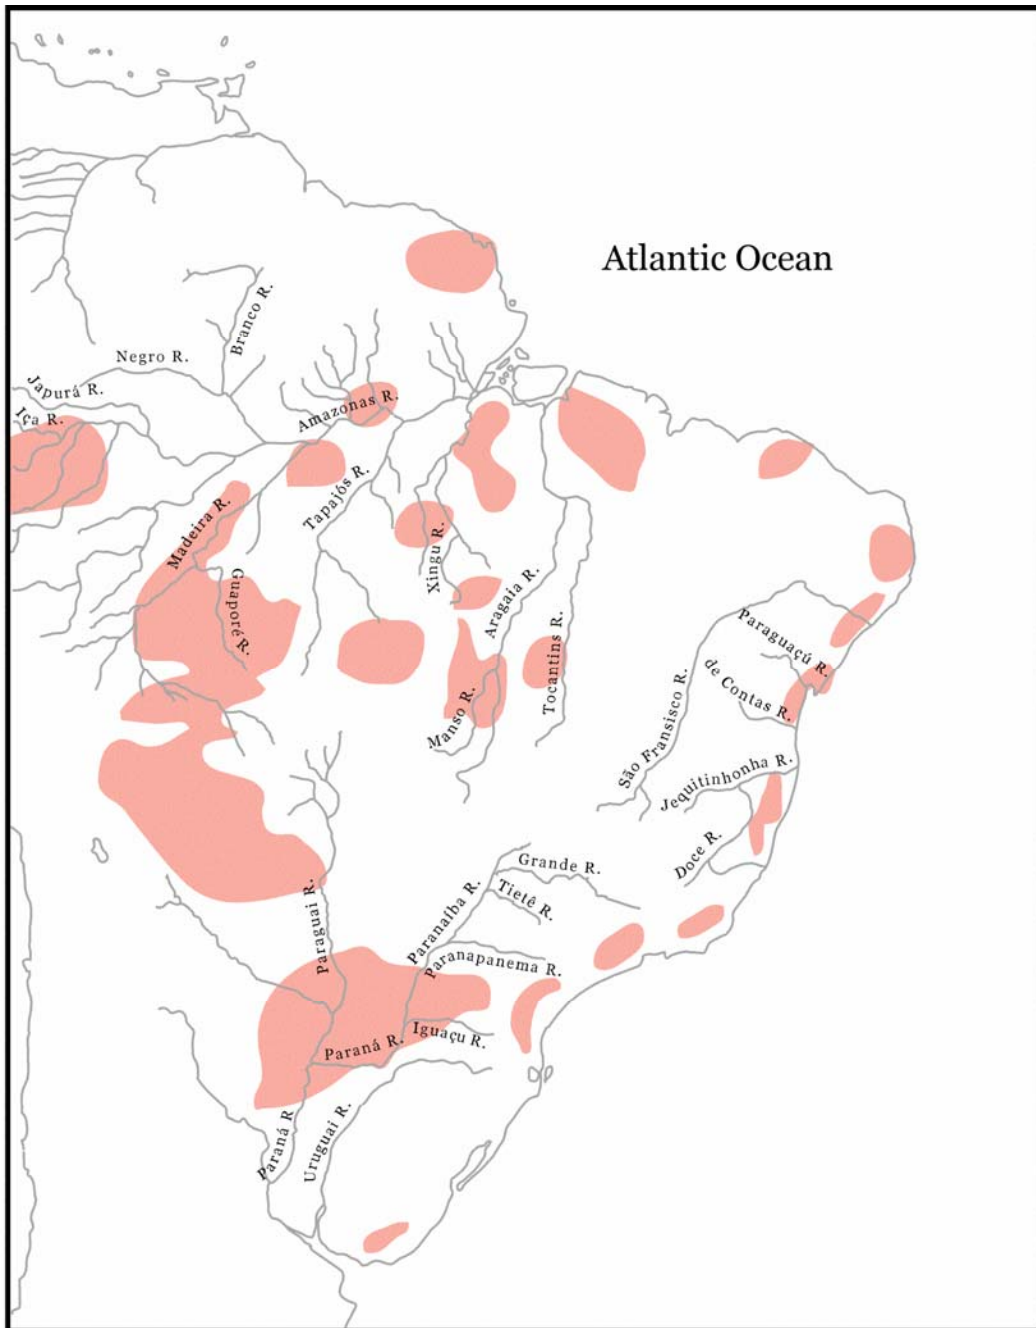 Atlantic Ocean
Branco R.
Negro R.
Japurá R.
Iça R.
Amazonas R.
Tapajós R.
Madeira R.
Xingu R.
Guaporé R.
Aragaia R.
Tocantins R.
Manso R.
Paraguaçú R.
de Contas R.
São Fransisco R.
Jequitinhonha R.
Doce R.
Grande R.
Tietê R.
Paranaíba R.
Paraguai R.
Paranapanema R.
Iguaçu R.
Paraná R.
Paraná R
Uruguai R.